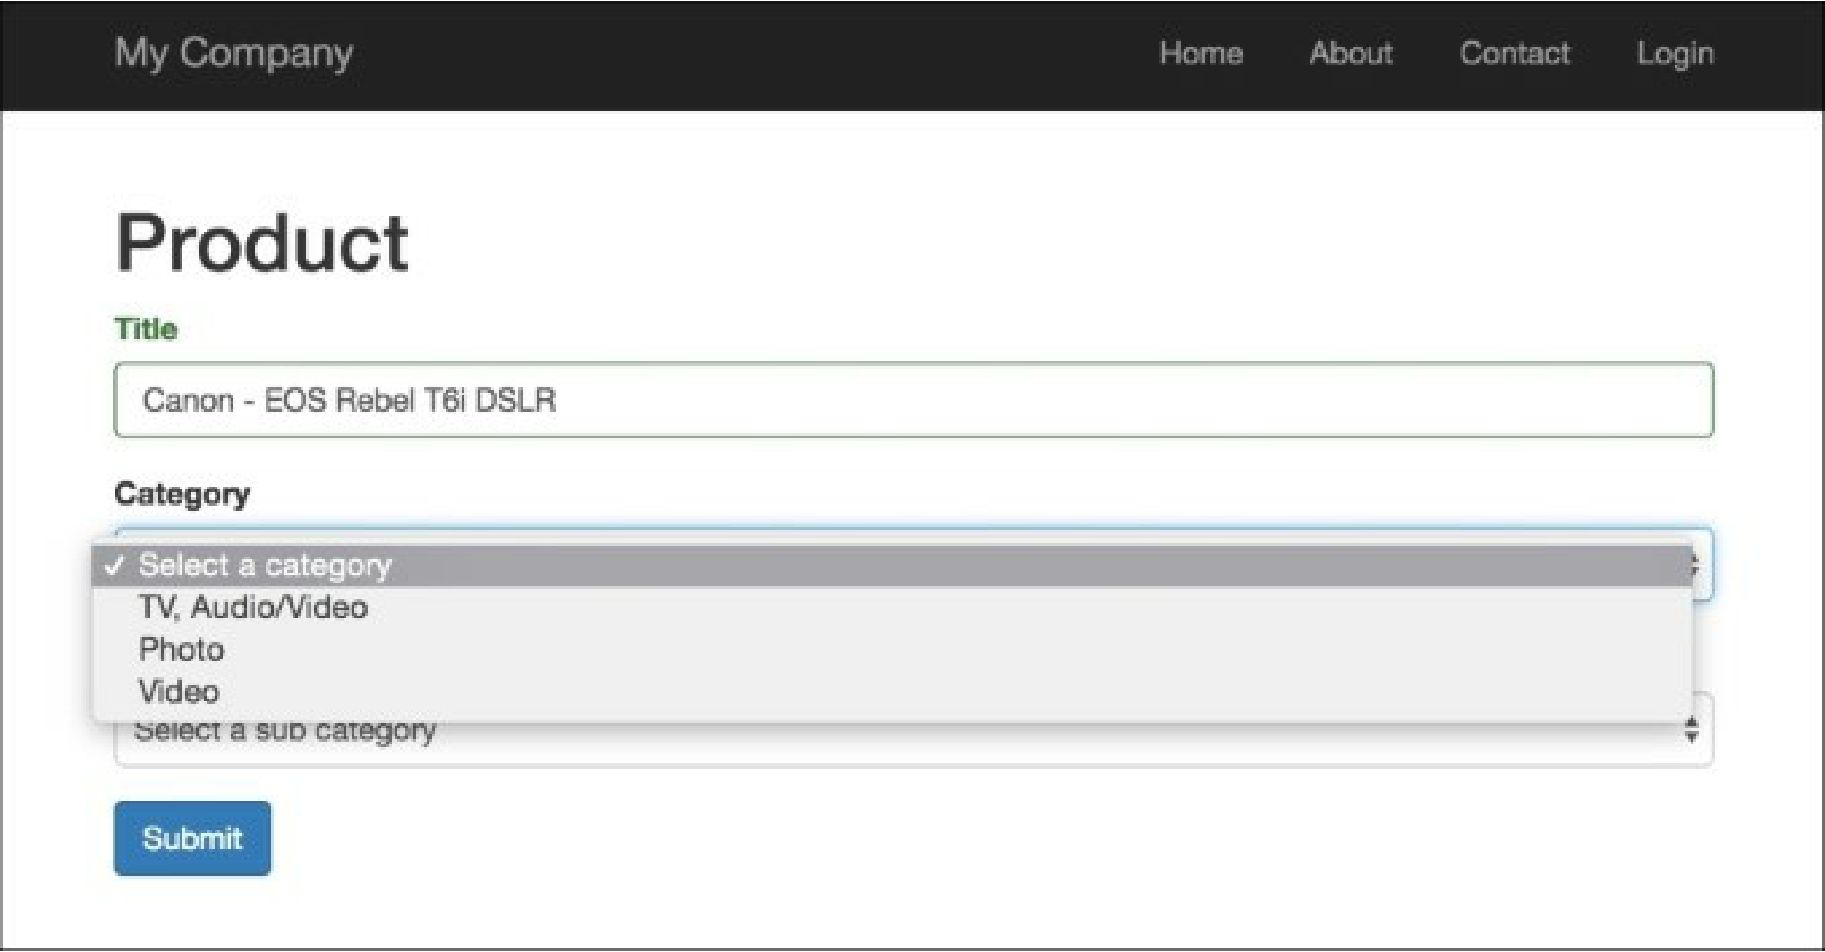 My Company Home About Contact Login
Product
Title
Canon - EOS Rebel T6i DSLR
Category
✓ Select a category
TV, Audio/Video
Photo
Video
Select a sub category
Submit